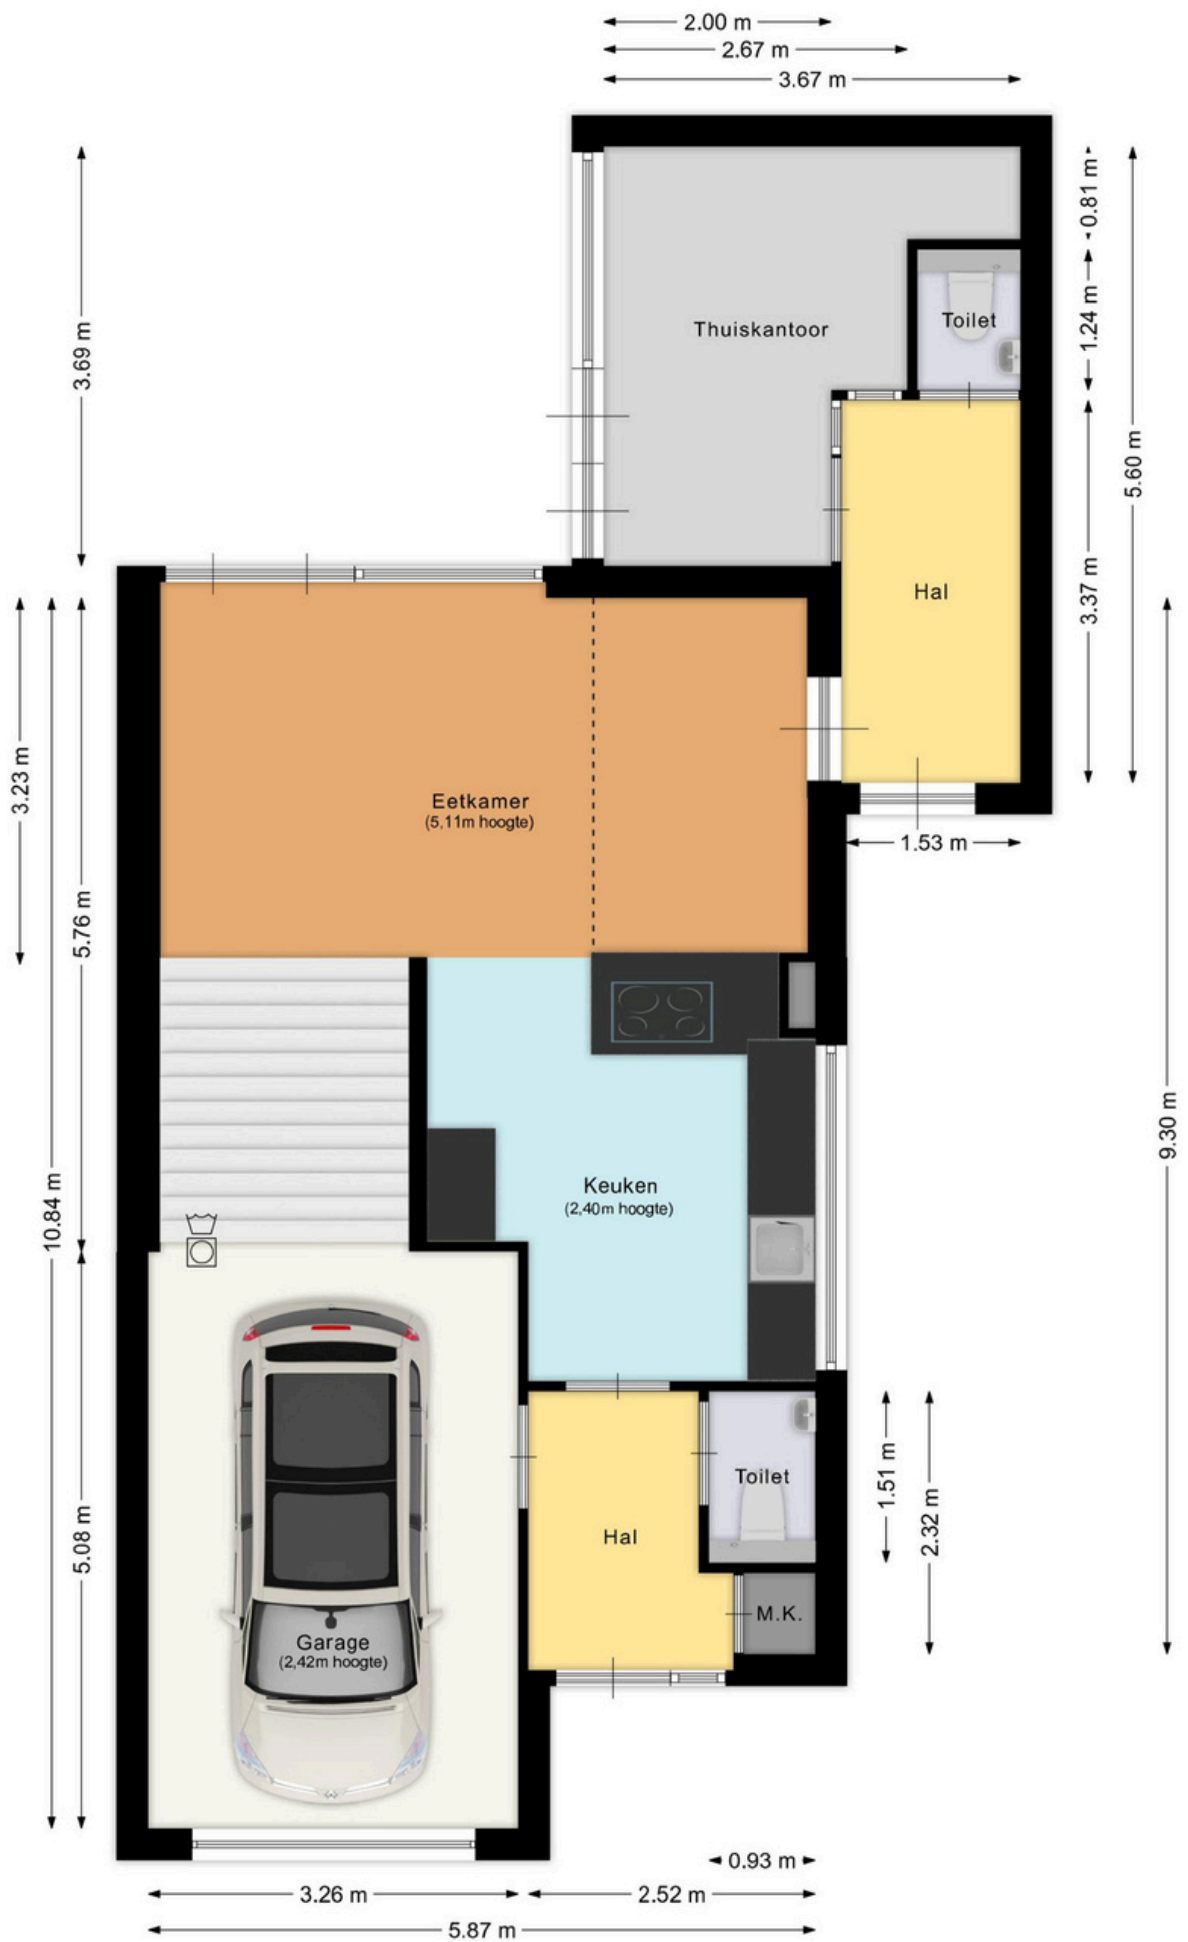 2.00 m
2.67 m
3.67 m
0.81 m
3.69 m
1.24 m
Toilet
Thuiskantoor
5.60 m
Hal
3.37 m
3.23 m
Eetkamer
(5,11m hoogte)
1.53 m
5.76 m
9.30 m
10.84 m
Keuken
(2,40m hoogte)
Toilet
1.51 m
2.32 m
5.08 m
Hal
M.K.
Garage
(2,42m hoogte)
0.93 m
3.26 m
2.52 m
5.87 m